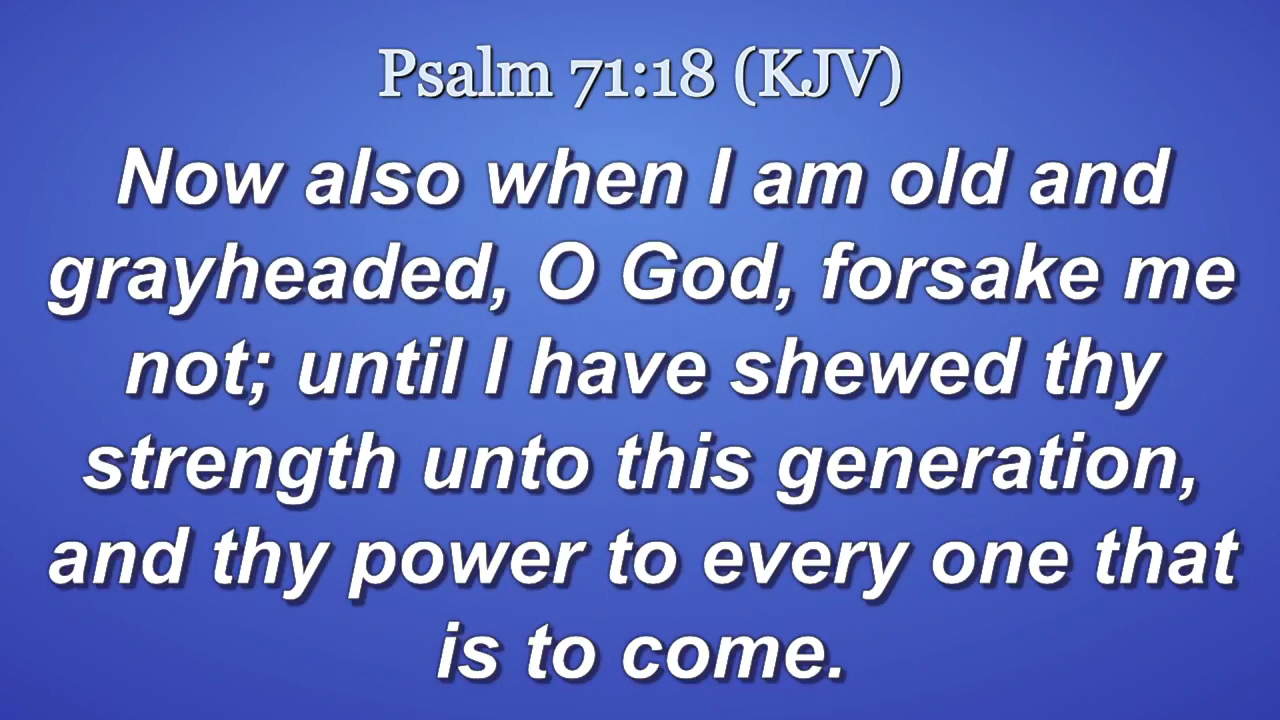 Psalm 71:18 (KJV)
Now also when I am old and
grayheaded, O God, forsake me
not; until I have shewed thy
strength unto this generation,
and thy power to every one that
is to come.